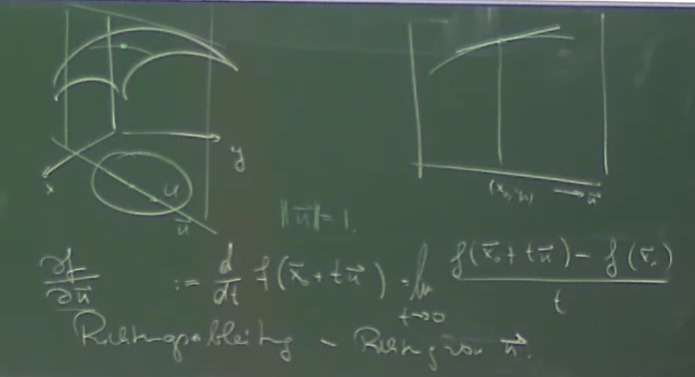 x
y
U
\vec{u}
(x_0, y_0) → \vec{u}
||\vec{u}|| = 1.
\frac{\partial f}{\partial \vec{u}} := \frac{d}{dt} f(\vec{x}_0 + t\vec{u}) = \lim_{t→0} \frac{f(\vec{x}_0 + t\vec{u}) - f(\vec{x}_0)}{t}
Richtungsableitung – Richtung von \vec{u}.